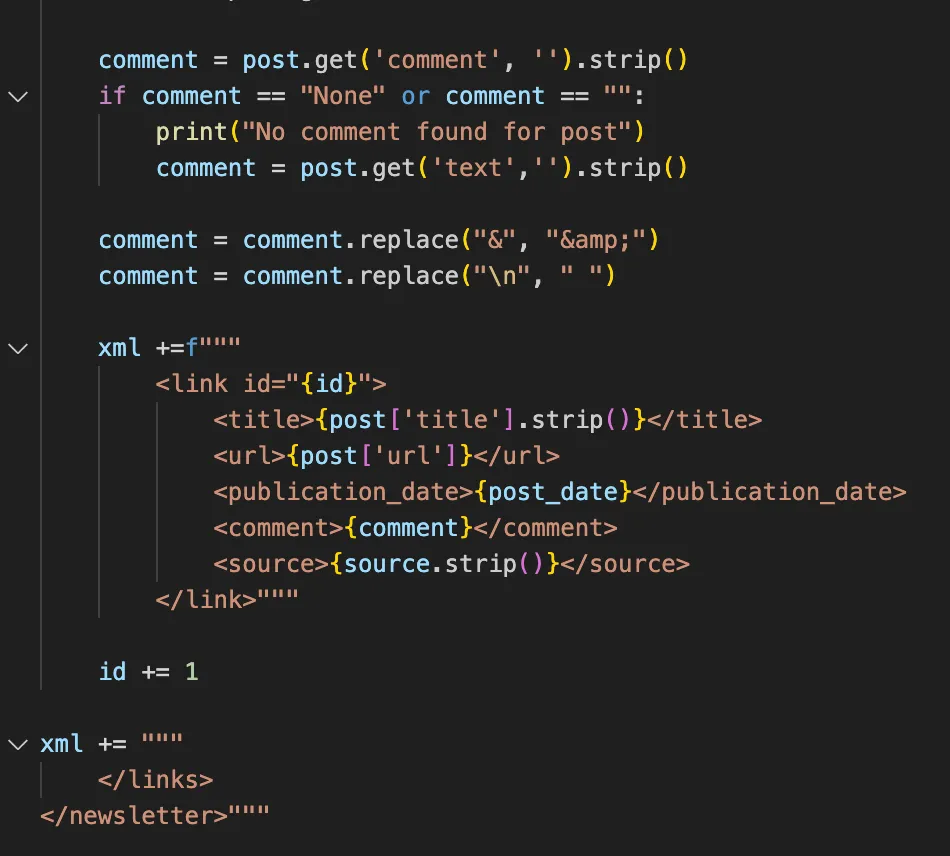 comment = post.get('comment', '').strip()
if comment == "None" or comment == "":
print("No comment found for post")
comment = post.get('text','').strip()
comment = comment.replace("&", "&amp;")
comment = comment.replace("\n", " ")
xml +=f"""
<link id="{id}">
<title>{post['title'].strip()}</title>
<url>{post['url']}</url>
<publication_date>{post_date}</publication_date>
<comment>{comment}</comment>
<source>{source.strip()}</source>
</link>"""
id += 1
xml += """
</links>
</newsletter>"""